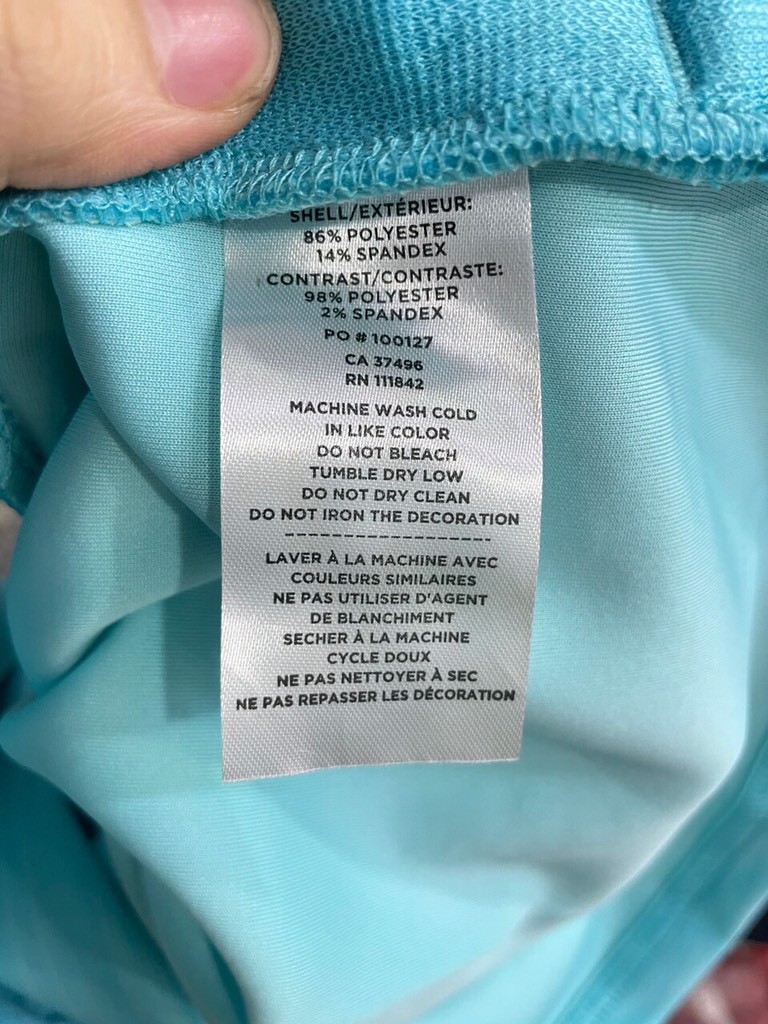 SHELL/EXTÉRIEUR:
86% POLYESTER
14% SPANDEX
CONTRAST/CONTRASTE:
98% POLYESTER
2% SPANDEX
PO # 100127
CA 37496
RN 111842
MACHINE WASH COLD
IN LIKE COLOR
DO NOT BLEACH
TUMBLE DRY LOW
DO NOT DRY CLEAN
DO NOT IRON THE DECORATION
--------------------
LAVER À LA MACHINE AVEC
COULEURS SIMILAIRES
NE PAS UTILISER D'AGENT
DE BLANCHIMENT
SECHER À LA MACHINE
CYCLE DOUX
NE PAS NETTOYER À SEC
NE PAS REPASSER LES DÉCORATION